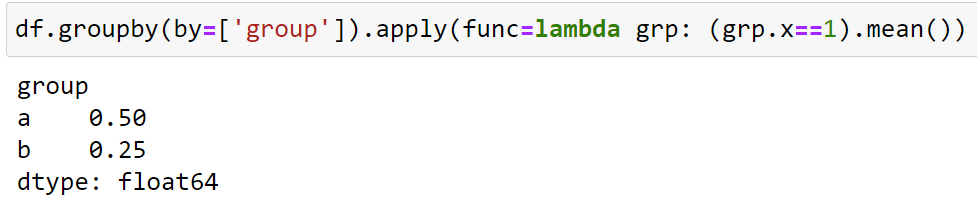 df.groupby(by=['group']).apply(func=lambda grp: (grp.x==1).mean())
group
a    0.50
b    0.25
dtype: float64